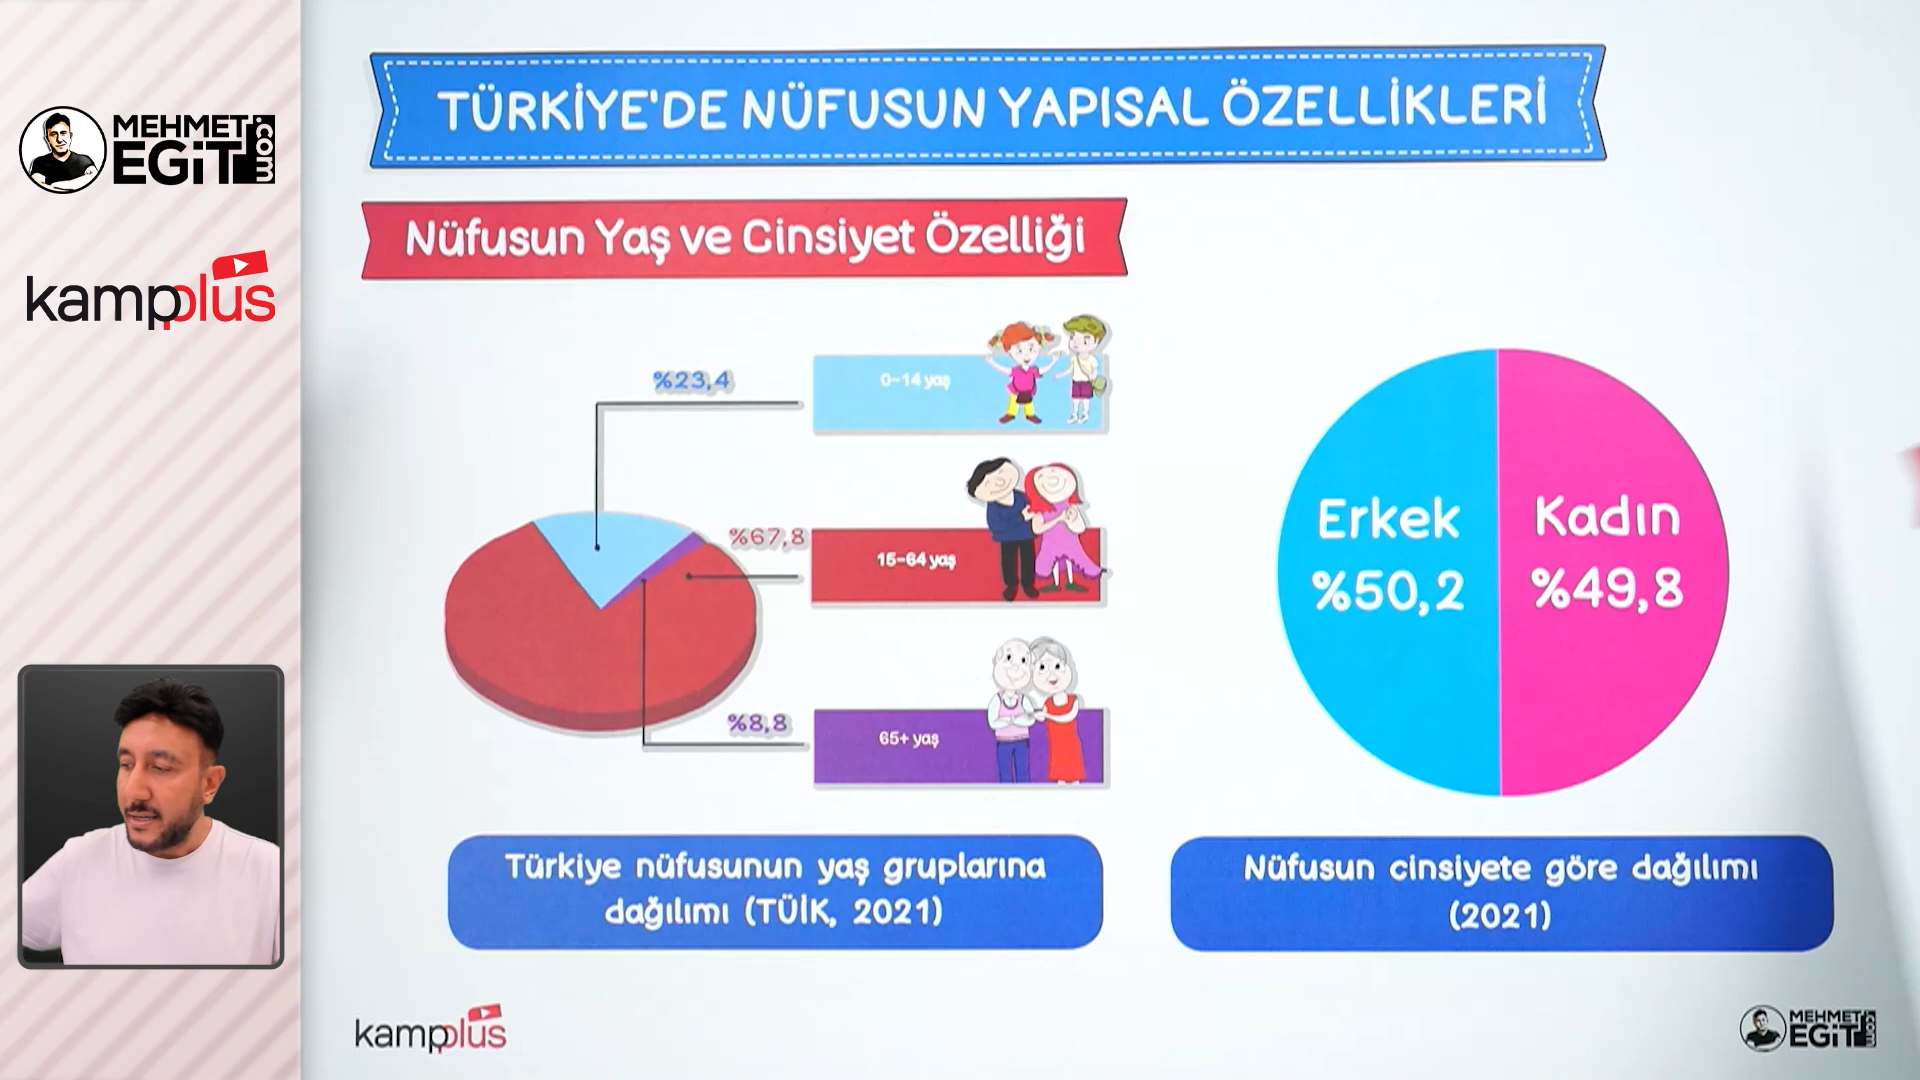 MEHMET
EGİT
.com
kampplus
TÜRKİYE'DE NÜFUSUN YAPISAL ÖZELLİKLERİ
Nüfusun Yaş ve Cinsiyet Özelliği
%23,4
0-14 yaş
%67,8
15-64 yaş
%8,8
65+ yaş
Erkek
%50,2
Kadın
%49,8
Türkiye nüfusunun yaş gruplarına
dağılımı (TÜİK, 2021)
Nüfusun cinsiyete göre dağılımı
(2021)
kampplus
MEHMET
EGİT
.com